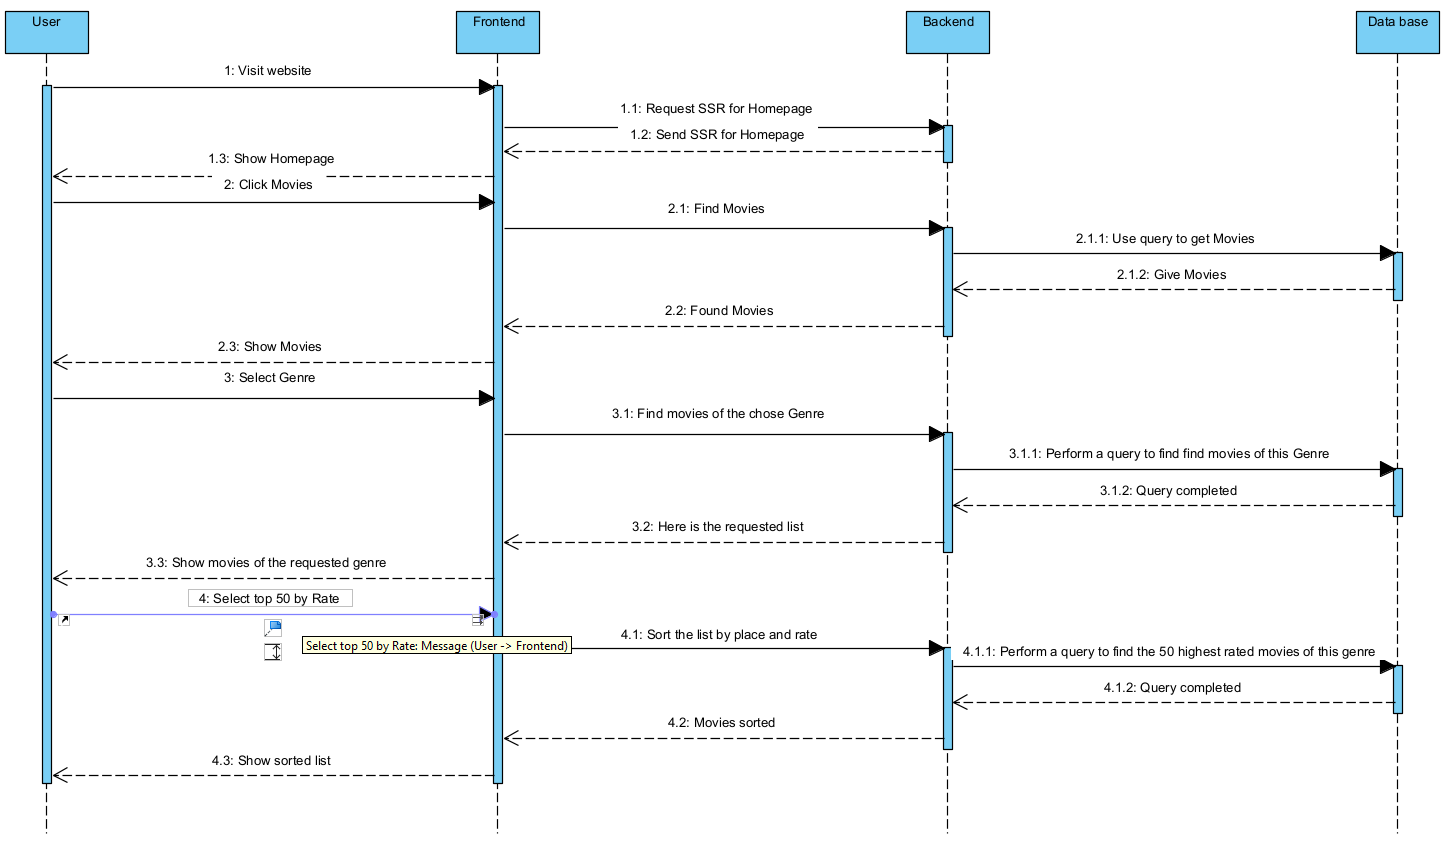 User
Frontend
Backend
Data base
1: Visit website
1.1: Request SSR for Homepage
1.2: Send SSR for Homepage
1.3: Show Homepage
2: Click Movies
2.1: Find Movies
2.1.1: Use query to get Movies
2.1.2: Give Movies
2.2: Found Movies
2.3: Show Movies
3: Select Genre
3.1: Find movies of the chose Genre
3.1.1: Perform a query to find find movies of this Genre
3.1.2: Query completed
3.2: Here is the requested list
3.3: Show movies of the requested genre
4: Select top 50 by Rate
Select top 50 by Rate: Message (User -> Frontend)
4.1: Sort the list by place and rate
4.1.1: Perform a query to find the 50 highest rated movies of this genre
4.1.2: Query completed
4.2: Movies sorted
4.3: Show sorted list